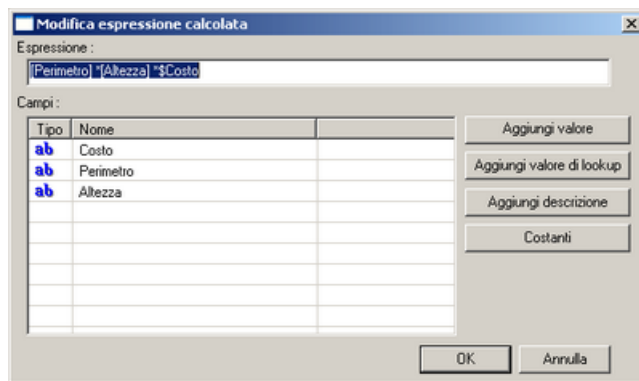 Modifica espressione calcolata
Espressione :
[Perimetro] *[Altezza] *$Costo
Campi :
Tipo Nome
ab Costo
ab Perimetro
ab Altezza
Aggiungi valore
Aggiungi valore di lookup
Aggiungi descrizione
Costanti
OK Annulla